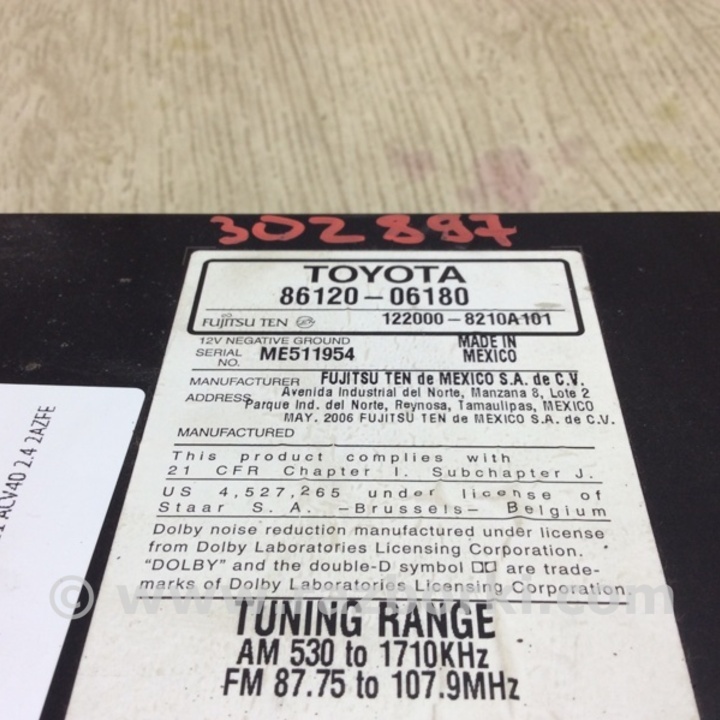 302897
TOYOTA
86120-06180
FUJITSU TEN 122000-8210A101
12V NEGATIVE GROUND MADE IN
SERIAL NO. ME511954 MEXICO
MANUFACTURER FUJITSU TEN de MEXICO S.A. de C.V.
ADDRESS Avenida Industrial del Norte, Manzana 8, Lote 2
Parque Ind. del Norte, Reynosa, Tamaulipas, MEXICO
MAY. 2006 FUJITSU TEN de MEXICO S.A. de C.V.
MANUFACTURED
This product complies with
21 CFR Chapter I. Subchapter J.
US 4,527,265 under license of
Staar S. A. -Brussels- Belgium
Dolby noise reduction manufactured under license
from Dolby Laboratories Licensing Corporation.
"DOLBY" and the double-D symbol are trade-
marks of Dolby Laboratories Licensing Corporation.
TUNING RANGE
AM 530 to 1710KHz
FM 87.75 to 107.9MHz
ACV40 2.4 2AZFE
© www.razborki.com